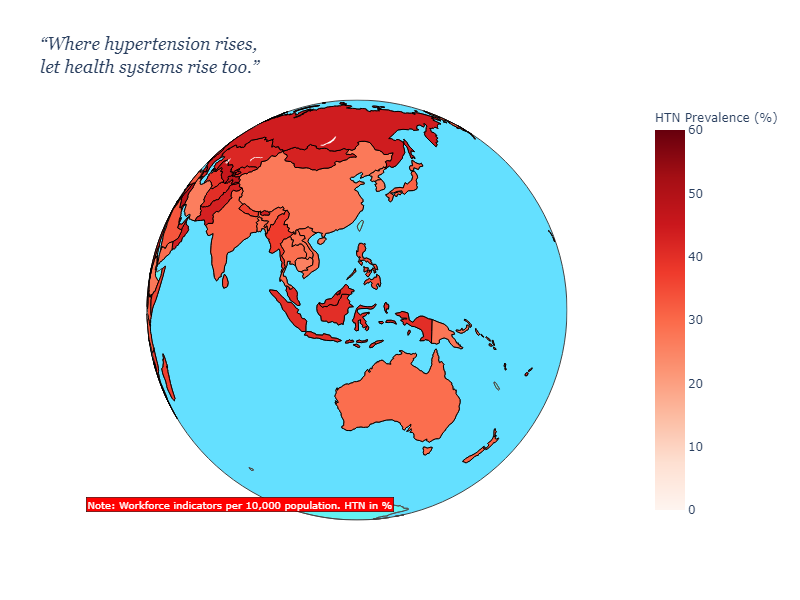 “Where hypertension rises,
let health systems rise too.”
HTN Prevalence (%)
60
50
40
30
20
10
0
Note: Workforce indicators per 10,000 population. HTN in %